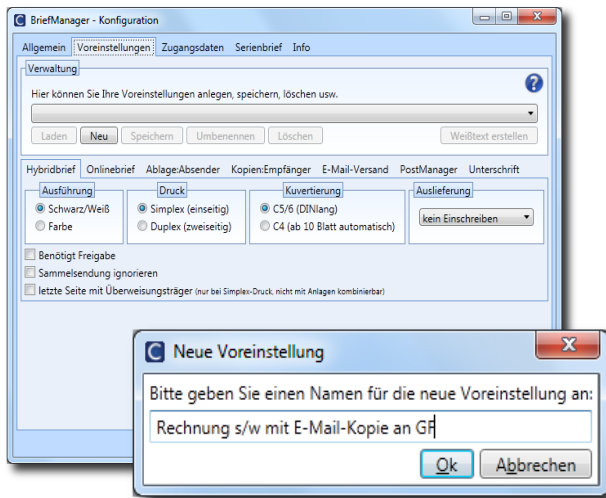 BriefManager - Konfiguration
Allgemein Voreinstellungen Zugangsdaten Serienbrief Info
Verwaltung
Hier können Sie Ihre Voreinstellungen anlegen, speichern, löschen usw.
Laden Neu Speichern Umbenennen Löschen Weißtext erstellen
Hybridbrief Onlinebrief Ablage:Absender Kopien:Empfänger E-Mail-Versand PostManager Unterschrift
Ausführung Druck Kuvertierung Auslieferung
Schwarz/Weiß Simplex (einseitig) C5/6 (DINlang) kein Einschreiben
Farbe Duplex (zweiseitig) C4 (ab 10 Blatt automatisch)
Benötigt Freigabe
Sammelsendung ignorieren
letzte Seite mit Überweisungsträger (nur bei Simplex-Druck, nicht mit Anlagen kombinierbar)
Neue Voreinstellung
Bitte geben Sie einen Namen für die neue Voreinstellung an:
Rechnung s/w mit E-Mail-Kopie an GF
Ok Abbrechen